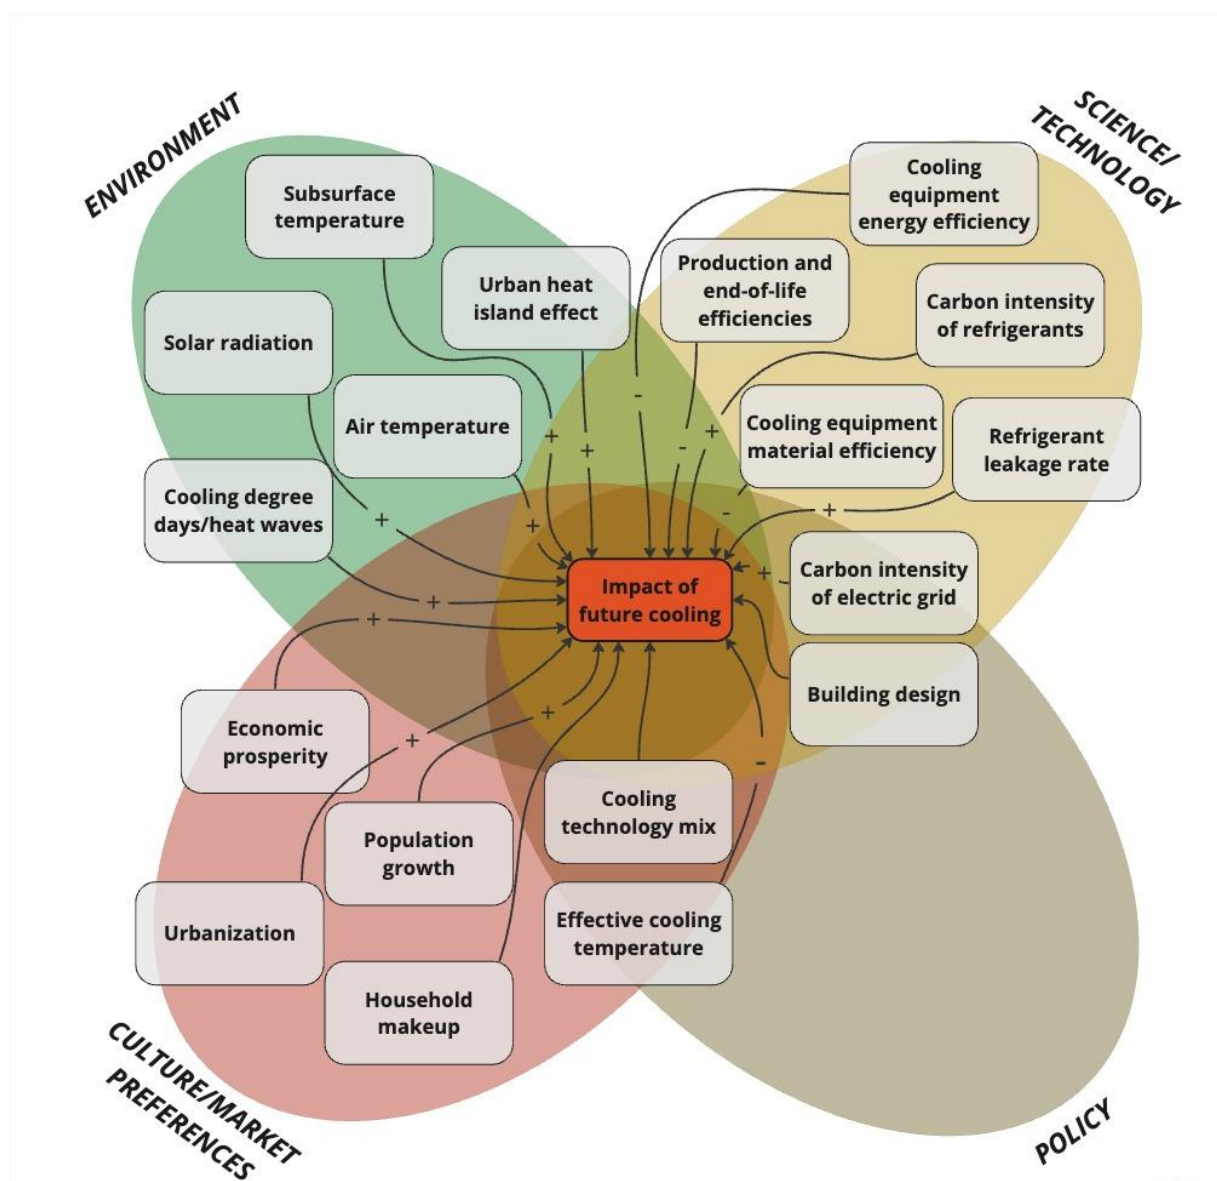 ENVIRONMENT
SCIENCE/
TECHNOLOGY
Subsurface
temperature
Cooling
equipment
energy efficiency
Urban heat
island effect
Production and
end-of-life
efficiencies
Carbon intensity
of refrigerants
Solar radiation
Air temperature
Cooling equipment
material efficiency
Refrigerant
leakage rate
Cooling degree
days/heat waves
-
+
+
-
+
+
+
-
+
Impact of
future cooling
+
Carbon intensity
of electric grid
+
+
Building design
Economic
prosperity
+
+
-
Cooling
technology mix
Population
growth
Urbanization
Effective cooling
temperature
Household
makeup
CULTURE/MARKET
PREFERENCES
POLICY